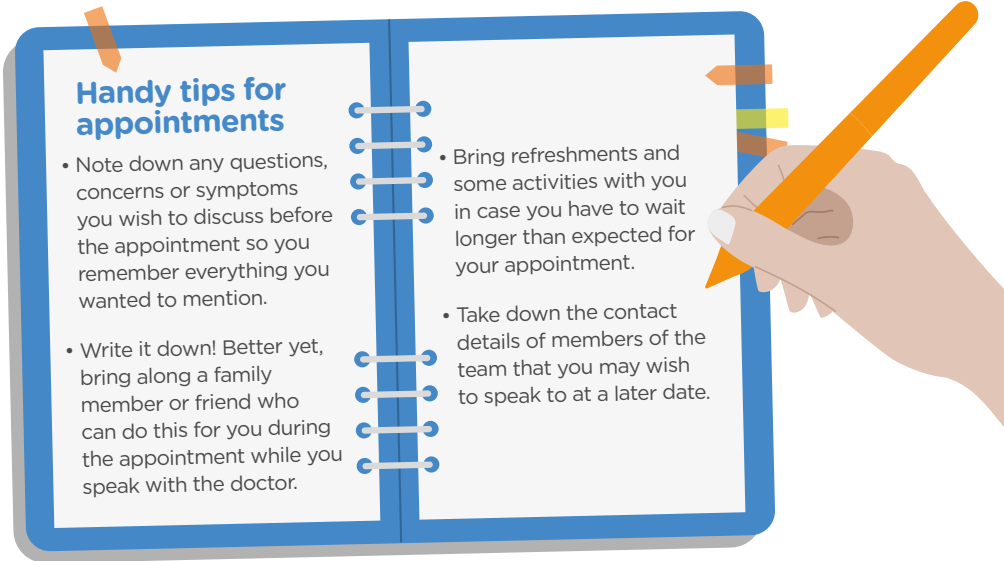 Handy tips for
appointments
• Note down any questions,
concerns or symptoms
you wish to discuss before
the appointment so you
remember everything you
wanted to mention.
• Write it down! Better yet,
bring along a family
member or friend who
can do this for you during
the appointment while you
speak with the doctor.
• Bring refreshments and
some activities with you
in case you have to wait
longer than expected for
your appointment.
• Take down the contact
details of members of the
team that you may wish
to speak to at a later date.